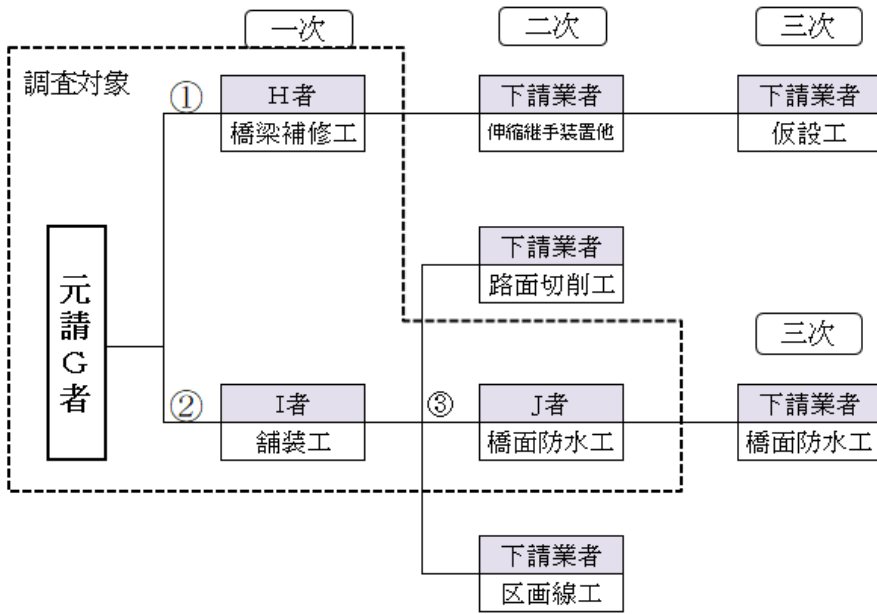 一次
二次
三次
調査対象
①
H者
橋梁補修工
下請業者
伸縮継手装置他
下請業者
仮設工
下請業者
路面切削工
元請G者
三次
②
I者
舗装工
③
J者
橋面防水工
下請業者
橋面防水工
下請業者
区画線工